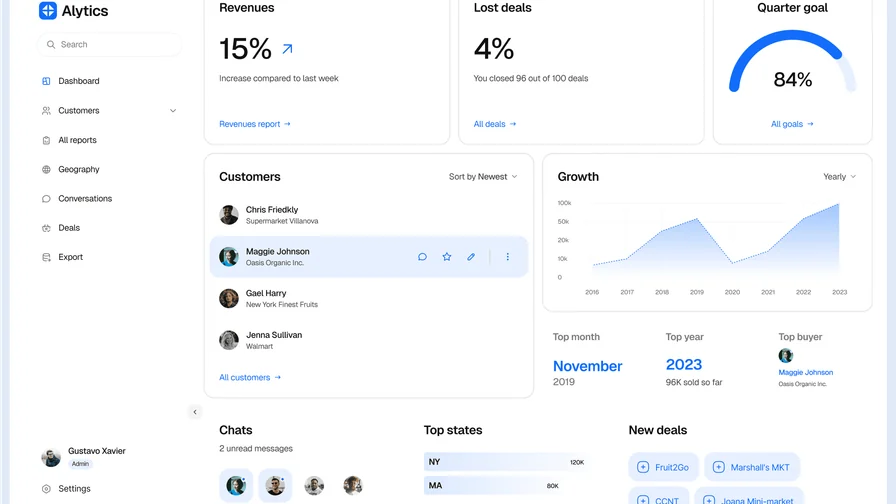 Alytics
Search
Dashboard
Customers
All reports
Geography
Conversations
Deals
Export
Gustavo Xavier
Admin
Settings
Revenues
15%
Increase compared to last week
Revenues report →
Lost deals
4%
You closed 96 out of 100 deals
All deals →
Quarter goal
84%
All goals →
Customers
Sort by Newest
Chris Friedkly
Supermarket Villanova
Maggie Johnson
Oasis Organic Inc.
Gael Harry
New York Finest Fruits
Jenna Sullivan
Walmart
All customers →
Growth
Yearly
100k
50k
20k
10k
0
2016 2017 2018 2019 2020 2021 2022 2023
Top month
November
2019
Top year
2023
96K sold so far
Top buyer
Maggie Johnson
Oasis Organic Inc.
Chats
2 unread messages
Top states
NY 120K
MA 80K
New deals
Fruit2Go
Marshall's MKT
CCNT
Joana Mini-market